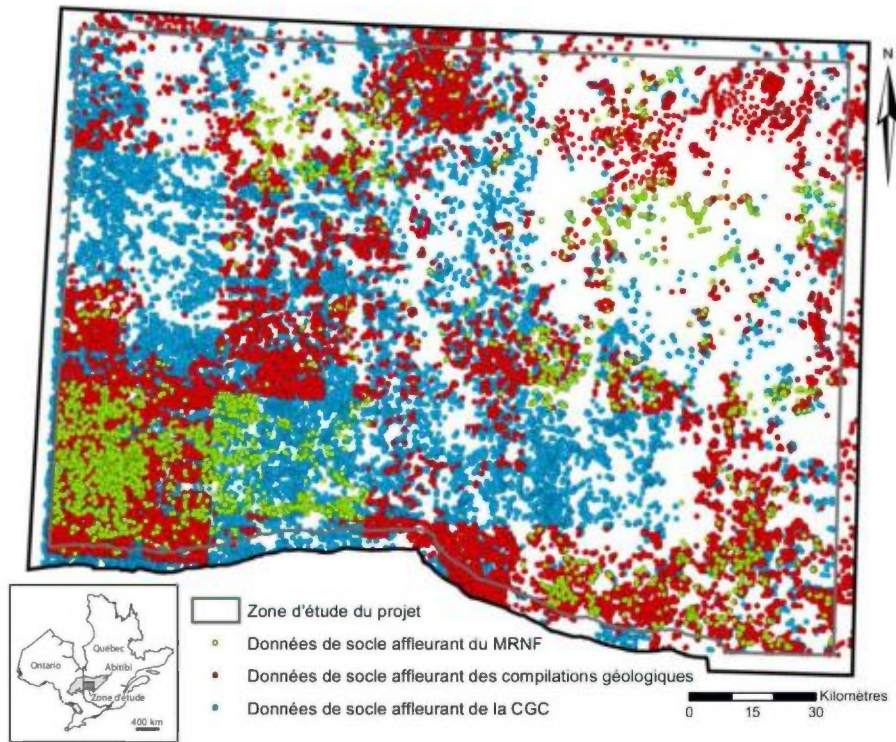 N
Québec
Ontario
Abitibi
Zone d'étude
400 km
Zone d'étude du projet
Données de socle affleurant du MRNF
Données de socle affleurant des compilations géologiques
Données de socle affleurant de la CGC
Kilomètres
0 15 30